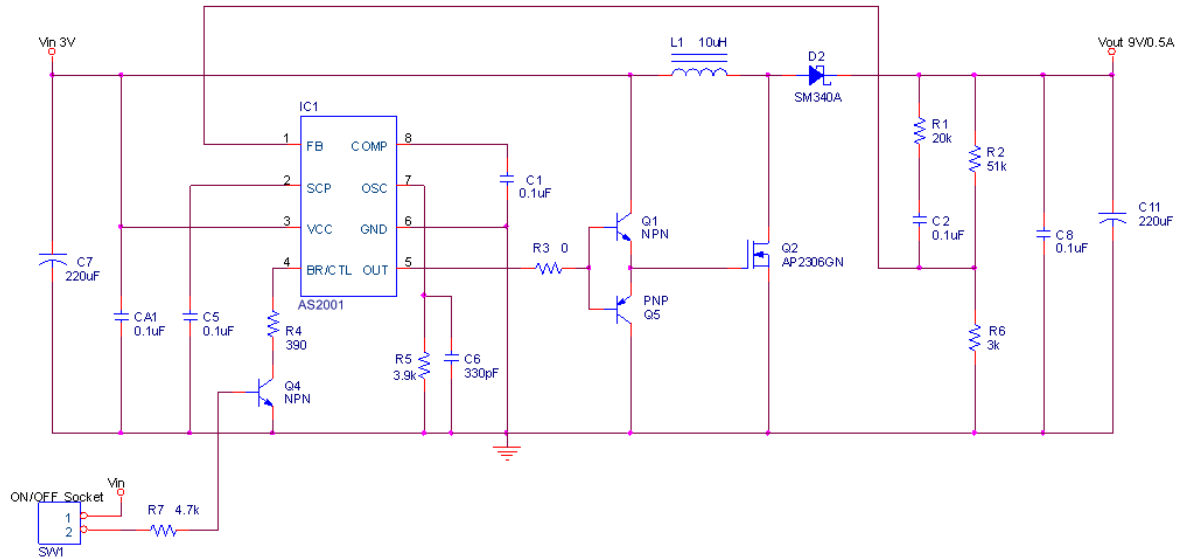 Vin 3V
L1 10uH
D2
SM340A
Vout 9V/0.5A
IC1
1 FB COMP 8
2 SCP OSC 7
3 VCC GND 6
4 BR/CTL OUT 5
AS2001
C1
0.1uF
R1
20k
R2
51k
C7
220uF
CA1
0.1uF
C5
0.1uF
R4
390
Q4
NPN
R5
3.9k
C6
330pF
R3 0
Q1
NPN
PNP
Q5
Q2
AP2306GN
C2
0.1uF
C8
0.1uF
C11
220uF
R6
3k
ON/OFF Socket
Vin
1
2
SW1
R7 4.7k